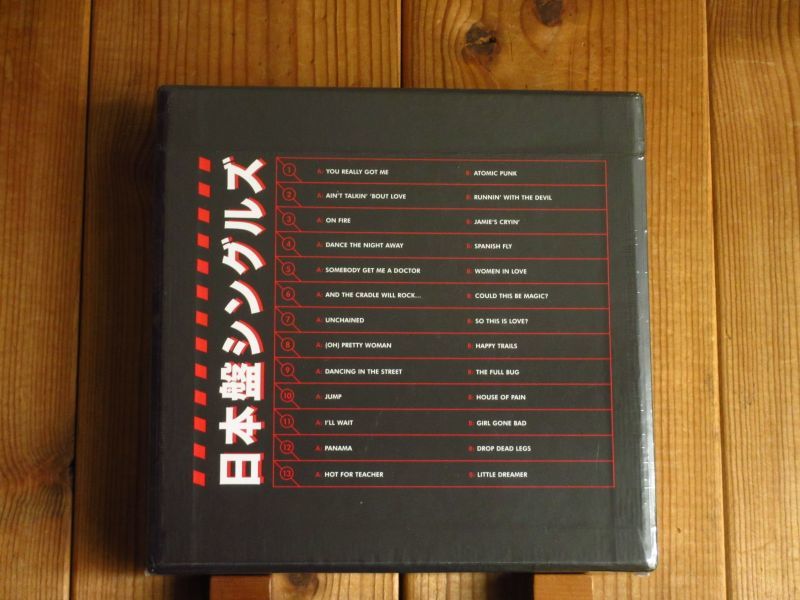 日本盤シングルズ
1 A: YOU REALLY GOT ME B: ATOMIC PUNK
2 A: AIN'T TALKIN' 'BOUT LOVE B: RUNNIN' WITH THE DEVIL
3 A: ON FIRE B: JAMIE'S CRYIN'
4 A: DANCE THE NIGHT AWAY B: SPANISH FLY
5 A: SOMEBODY GET ME A DOCTOR B: WOMEN IN LOVE
6 A: AND THE CRADLE WILL ROCK... B: COULD THIS BE MAGIC?
7 A: UNCHAINED B: SO THIS IS LOVE?
8 A: (OH) PRETTY WOMAN B: HAPPY TRAILS
9 A: DANCING IN THE STREET B: THE FULL BUG
10 A: JUMP B: HOUSE OF PAIN
11 A: I'LL WAIT B: GIRL GONE BAD
12 A: PANAMA B: DROP DEAD LEGS
13 A: HOT FOR TEACHER B: LITTLE DREAMER